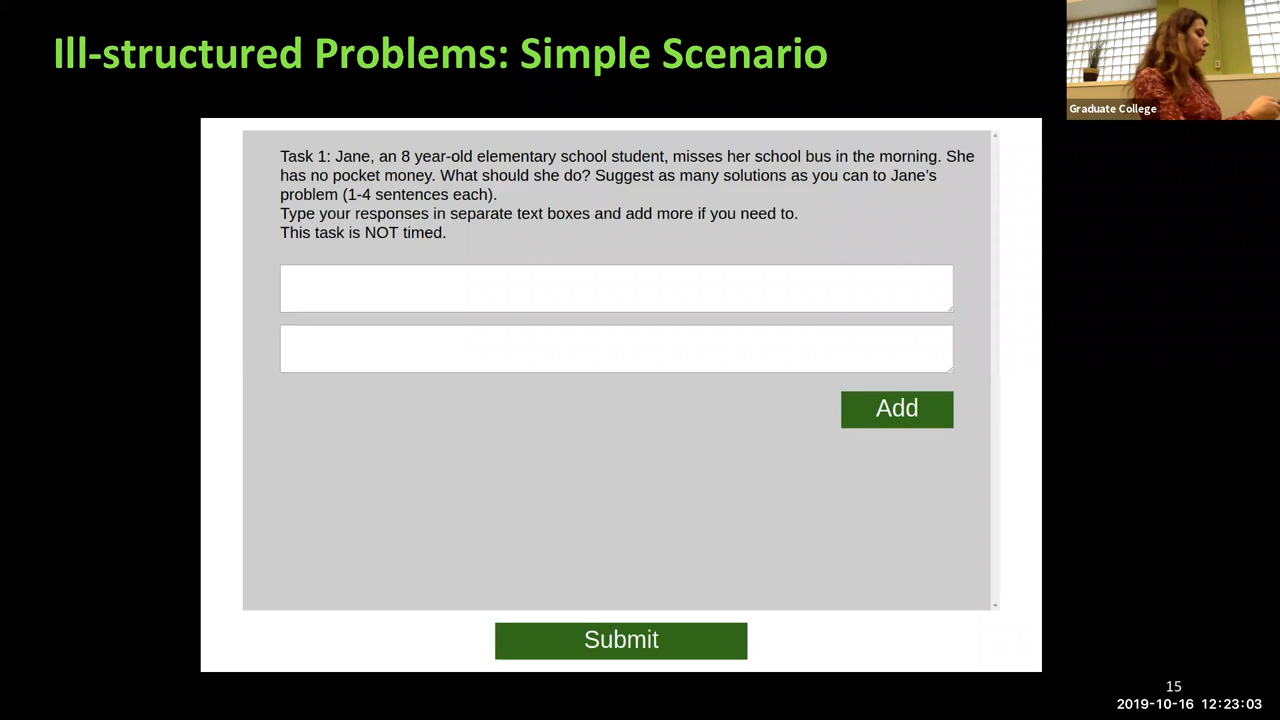 Ill-structured Problems: Simple Scenario
Graduate College
Task 1: Jane, an 8 year-old elementary school student, misses her school bus in the morning. She
has no pocket money. What should she do? Suggest as many solutions as you can to Jane's
problem (1-4 sentences each).
Type your responses in separate text boxes and add more if you need to.
This task is NOT timed.
Add
Submit
15
2019-10-16 12:23:03